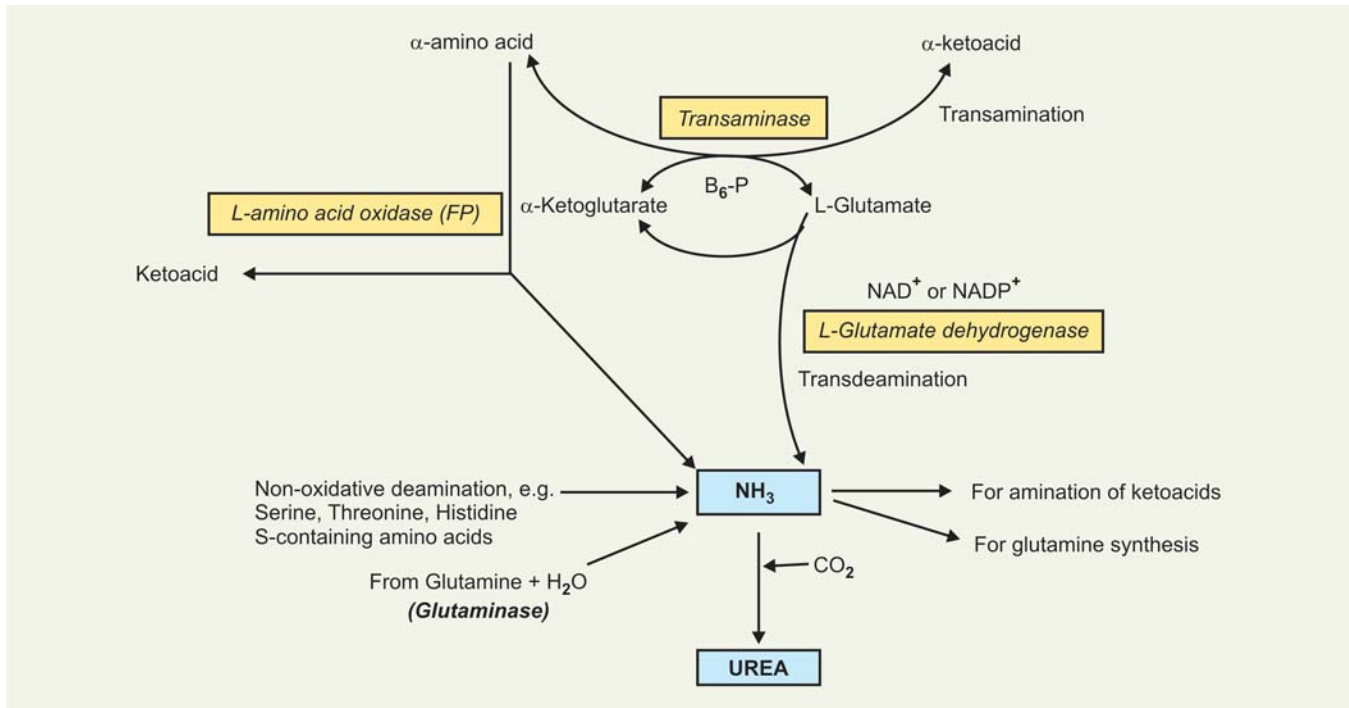 α-amino acid
α-ketoacid
Transaminase
Transamination
B₆-P
α-Ketoglutarate
L-Glutamate
L-amino acid oxidase (FP)
Ketoacid
NAD⁺ or NADP⁺
L-Glutamate dehydrogenase
Transdeamination
Non-oxidative deamination, e.g.
Serine, Threonine, Histidine
S-containing amino acids
NH₃
For amination of ketoacids
For glutamine synthesis
From Glutamine + H₂O
(Glutaminase)
CO₂
UREA